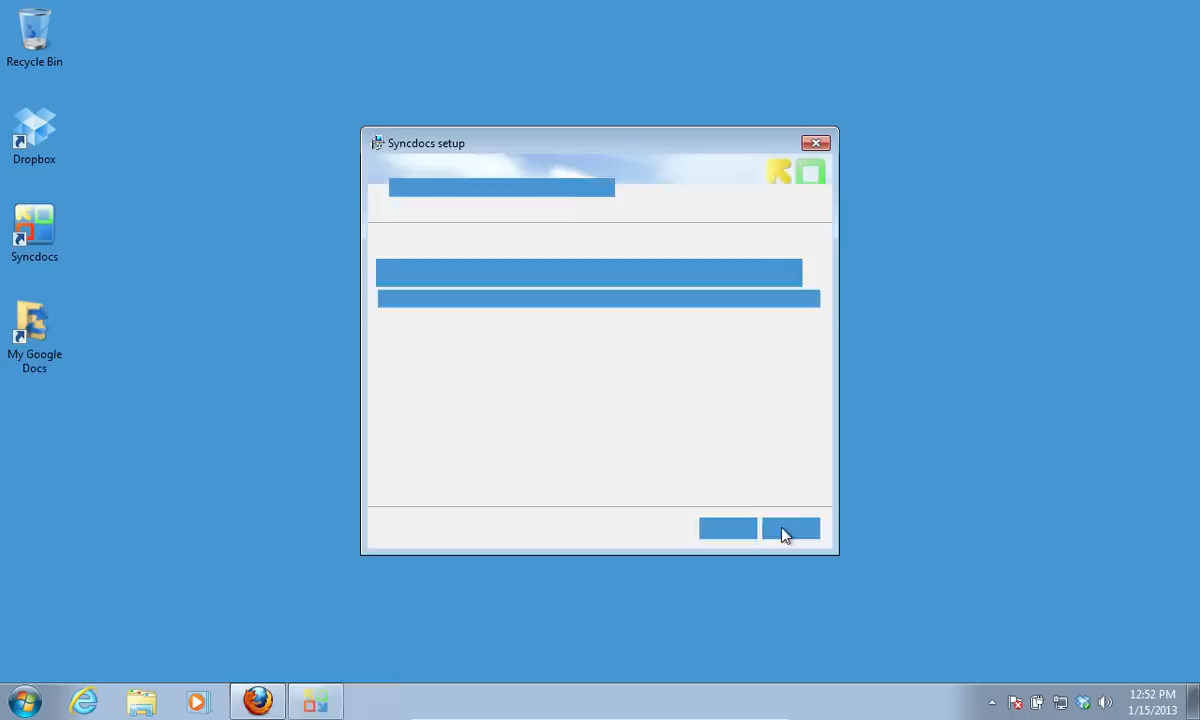 Recycle Bin
Dropbox
Syncdocs
My Google
Docs
Syncdocs setup
12:52 PM
1/15/2013